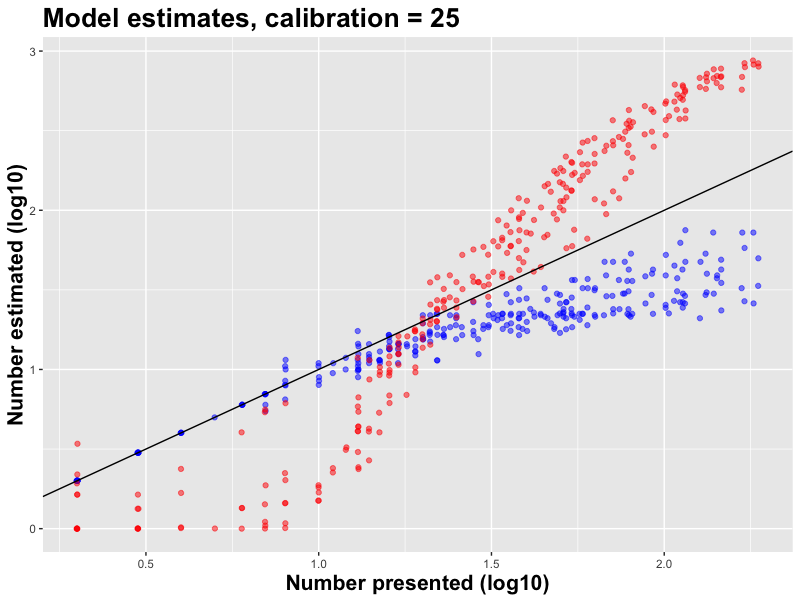 Model estimates, calibration = 25
3
2
1
0
Number estimated (log10)
0.5 1.0 1.5 2.0
Number presented (log10)